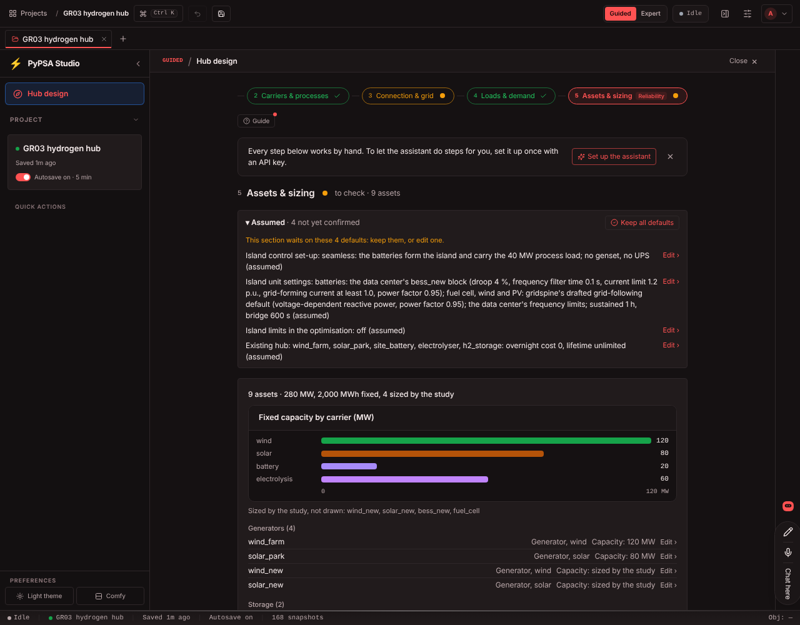 Projects / GR03 hydrogen hub ⌘ Ctrl K
Guided Expert Idle A
GR03 hydrogen hub × +
PyPSA Studio
Hub design
PROJECT
GR03 hydrogen hub
Saved 1m ago
Autosave on · 5 min
QUICK ACTIONS
GUIDED / Hub design Close ×
2 Carriers & processes ✓ 3 Connection & grid 4 Loads & demand ✓ 5 Assets & sizing Reliability
Guide
Every step below works by hand. To let the assistant do steps for you, set it up once with
an API key.
Set up the assistant ×
5 Assets & sizing to check · 9 assets
▾ Assumed · 4 not yet confirmed Keep all defaults
This section waits on these 4 defaults: keep them, or edit one.
Island control set-up: seamless: the batteries form the island and carry the 40 MW process load; no genset, no UPS Edit ›
(assumed)
Island unit settings: batteries: the data center's bess_new block (droop 4 %, frequency filter time 0.1 s, current limit 1.2 Edit ›
p.u., grid-forming current at least 1.0, power factor 0.95); fuel cell, wind and PV: gridspine's drafted grid-following
default (voltage-dependent reactive power, power factor 0.95); the data center's frequency limits; sustained 1 h,
bridge 600 s (assumed)
Island limits in the optimisation: off (assumed) Edit ›
Existing hub: wind_farm, solar_park, site_battery, electrolyser, h2_storage: overnight cost 0, lifetime unlimited Edit ›
(assumed)
9 assets · 280 MW, 2,000 MWh fixed, 4 sized by the study
Fixed capacity by carrier (MW)
wind 120
solar 80
battery 20
electrolysis 60
0 120 MW
Sized by the study, not drawn: wind_new, solar_new, bess_new, fuel_cell
Generators (4)
wind_farm Generator, wind Capacity: 120 MW Edit ›
solar_park Generator, solar Capacity: 80 MW Edit ›
wind_new Generator, wind Capacity: sized by the study Edit ›
solar_new Generator, solar Capacity: sized by the study Edit ›
Storage (2)
Chat here
PREFERENCES
Light theme Comfy
Idle GR03 hydrogen hub Saved 1m ago Autosave on 168 snapshots Obj: —